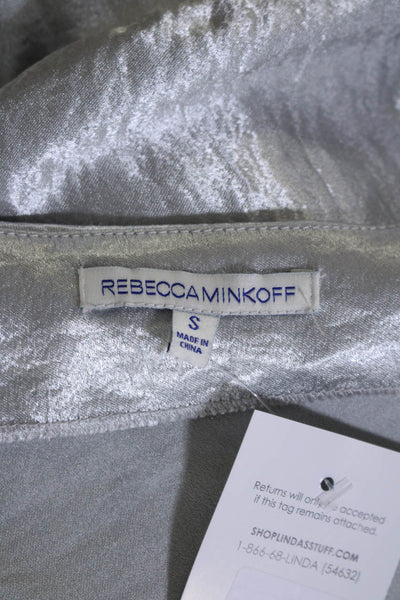 REBECCAMINKOFF
S
MADE IN
CHINA
Returns will only be accepted
if this tag remains attached.
SHOPLINDASSTUFF.COM
1-866-68-LINDA (54632)